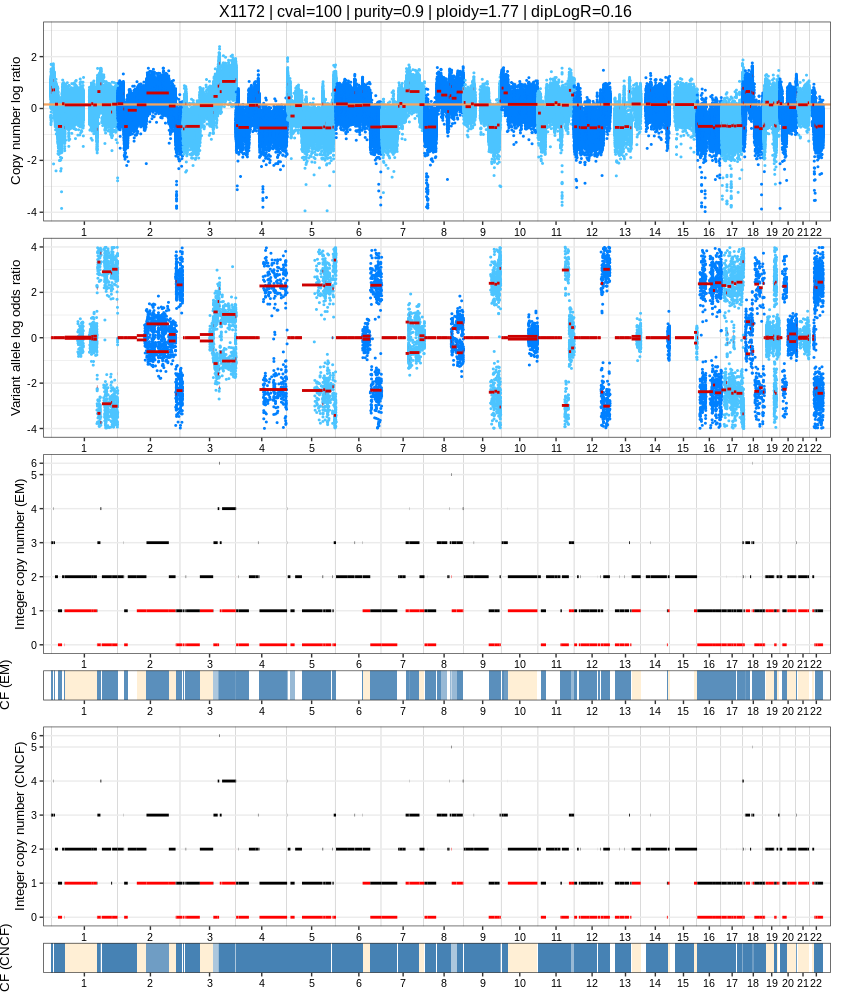 X1172 | cval=100 | purity=0.9 | ploidy=1.77 | dipLogR=0.16
Copy number log ratio
2
0
-2
-4
1 2 3 4 5 6 7 8 9 10 11 12 13 14 15 16 17 18 19 20 21 22
Variant allele log odds ratio
4
2
0
-2
-4
1 2 3 4 5 6 7 8 9 10 11 12 13 14 15 16 17 18 19 20 21 22
Integer copy number (EM)
6
5
4
3
2
1
0
1 2 3 4 5 6 7 8 9 10 11 12 13 14 15 16 17 18 19 20 21 22
CF (EM)
1 2 3 4 5 6 7 8 9 10 11 12 13 14 15 16 17 18 19 20 21 22
Integer copy number (CNCF)
6
5
4
3
2
1
0
1 2 3 4 5 6 7 8 9 10 11 12 13 14 15 16 17 18 19 20 21 22
CF (CNCF)
1 2 3 4 5 6 7 8 9 10 11 12 13 14 15 16 17 18 19 20 21 22